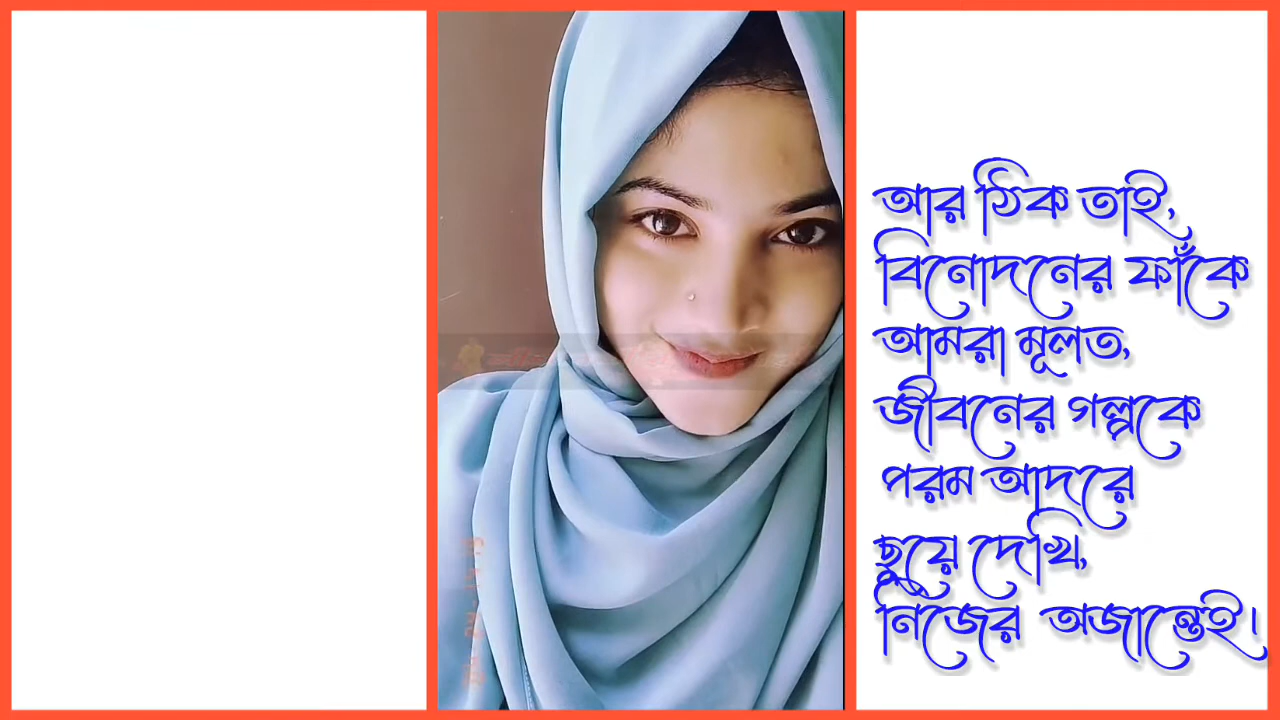 আর ঠিক তাই,
বিনোদনের ফাঁকে
আমরা মূলত,
জীবনের গল্পকে
পরম আদরে
ছুয়ে দেখি,
নিজের অজান্তেই।